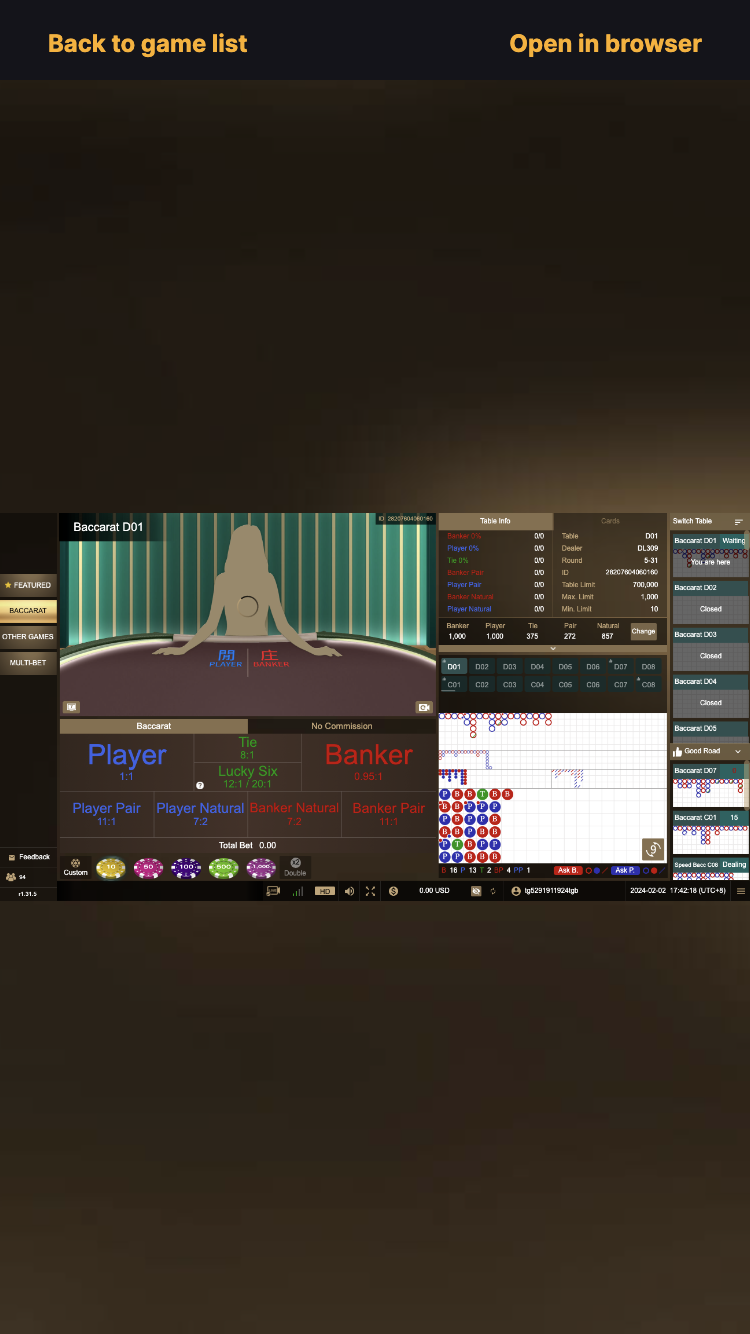 Back to game list
Open in browser
Baccarat D01
ID: 28207604060160
FEATURED
BACCARAT
OTHER GAMES
MULTI-BET
閒 庄
PLAYER BANKER
Baccarat
No Commission
Player
1:1
Tie
8:1
Lucky Six
12:1 / 20:1
Banker
0.95:1
?
Player Pair
11:1
Player Natural
7:2
Banker Natural
7:2
Banker Pair
11:1
Total Bet 0.00
Custom
10
50
100
500
1,000
x2
Double
Feedback
94
r1.31.5
Table Info
Cards
Banker 0% 0/0
Player 0% 0/0
Tie 0% 0/0
Banker Pair 0/0
Player Pair 0/0
Banker Natural 0/0
Player Natural 0/0
Table D01
Dealer DL309
Round 5-31
ID 28207604060160
Table Limit 700,000
Max. Limit 1,000
Min. Limit 10
Banker Player Tie Pair Natural
1,000 1,000 375 272 857
Change
D01 D02 D03 D04 D05 D06 D07 D08
C01 C02 C03 C04 C05 C06 C07 C08
P B B T B B
B B P P P
B B P P P
B B B B B
P T B P P
P P B B P
9
B 16 P 13 T 2 BP 4 PP 1
Ask B.
Ask P.
Switch Table
Baccarat D01 Waiting
You are here
Baccarat D02
Closed
Baccarat D03
Closed
Baccarat D04
Closed
Baccarat D05
Good Road
Baccarat D07
Baccarat C01 16
Speed Bacc C08 Dealing
HD
0.00 USD
tg5291911924tgb
2024-02-02 17:42:18 (UTC+8)